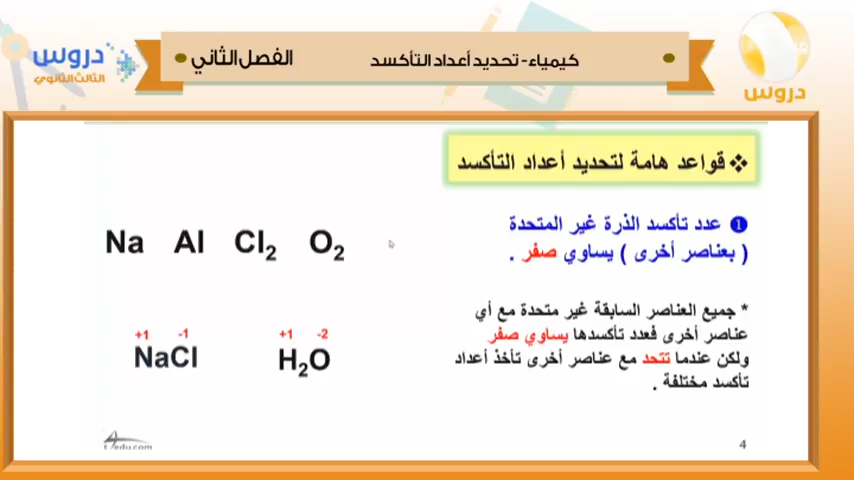 دروس
الثالث الثانوي
الفصل الثاني
كيمياء- تحديد أعداد التأكسد
دروس
❖ قواعد هامة لتحديد أعداد التأكسد
❶ عدد تأكسد الذرة غير المتحدة
( بعناصر أخرى ) يساوي صفر .
Na Al Cl2 O2
* جميع العناصر السابقة غير متحدة مع أي
عناصر أخرى فعدد تأكسدها يساوي صفر
ولكن عندما تتحد مع عناصر أخرى تأخذ أعداد
تأكسد مختلفة .
+1 -1 +1 -2
NaCl H2O
4